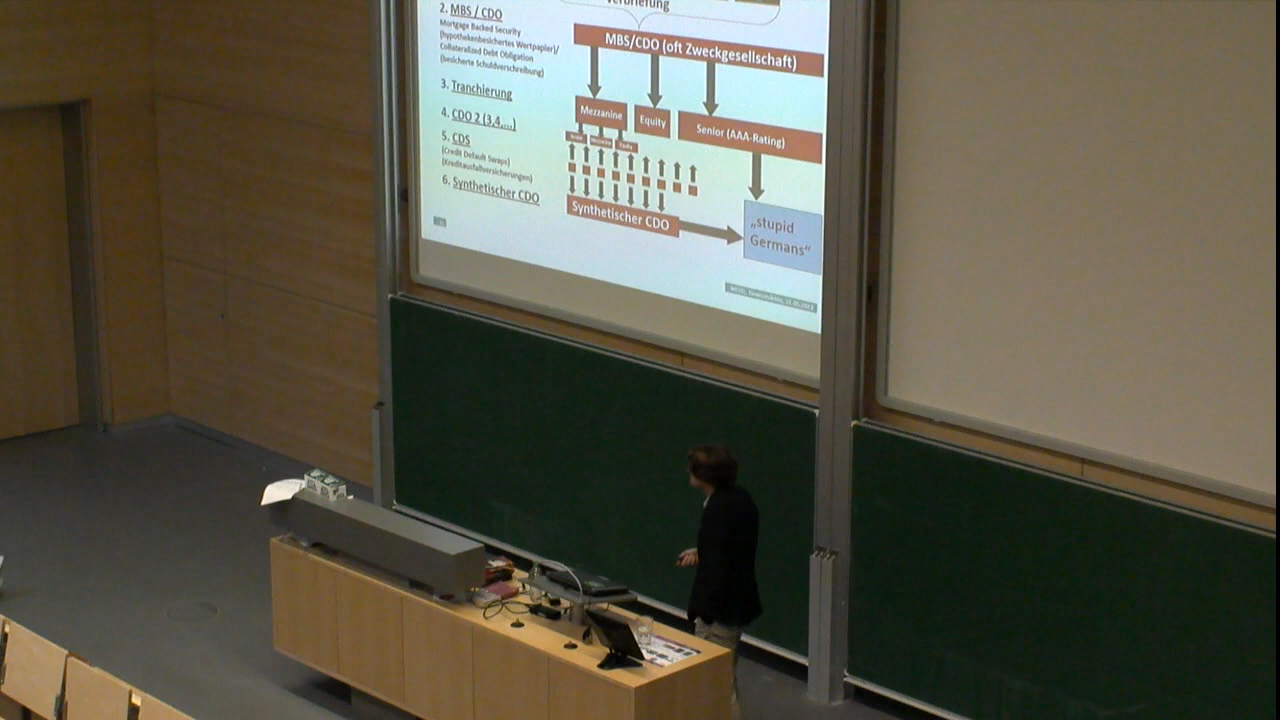 Verbriefung
2. MBS / CDO
Mortgage Backed Security
(hypothekenbesichertes Wertpapier)/
Collateralized Debt Obligation
(besicherte Schuldverschreibung)
3. Tranchierung
4. CDO 2 (3,4,...)
5. CDS
(Credit Default Swaps)
(Kreditausfallversicherungen)
6. Synthetischer CDO
MBS/CDO (oft Zweckgesellschaft)
Mezzanine
Equity
Senior (AAA-Rating)
Synthetischer CDO
„stupid
Germans“